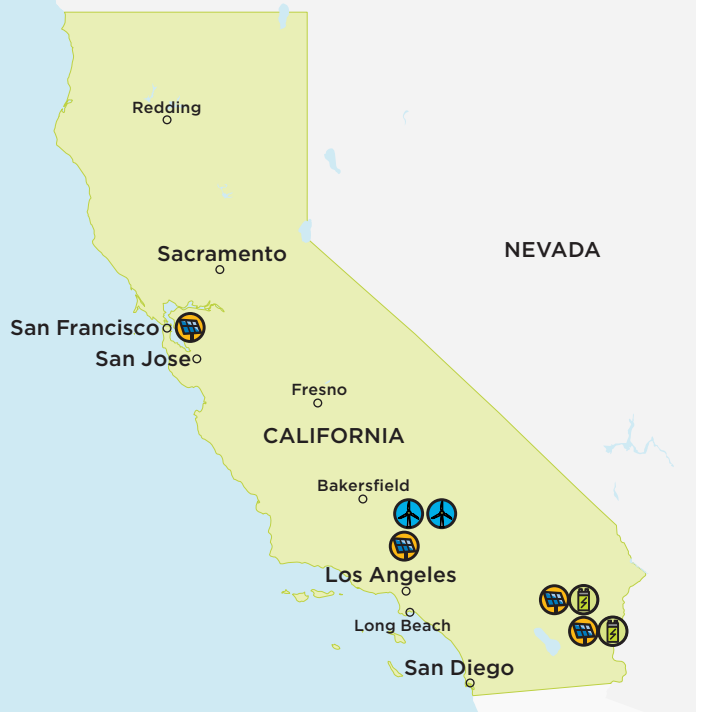 Redding
Sacramento
NEVADA
San Francisco
San Jose
Fresno
CALIFORNIA
Bakersfield
Los Angeles
Long Beach
San Diego